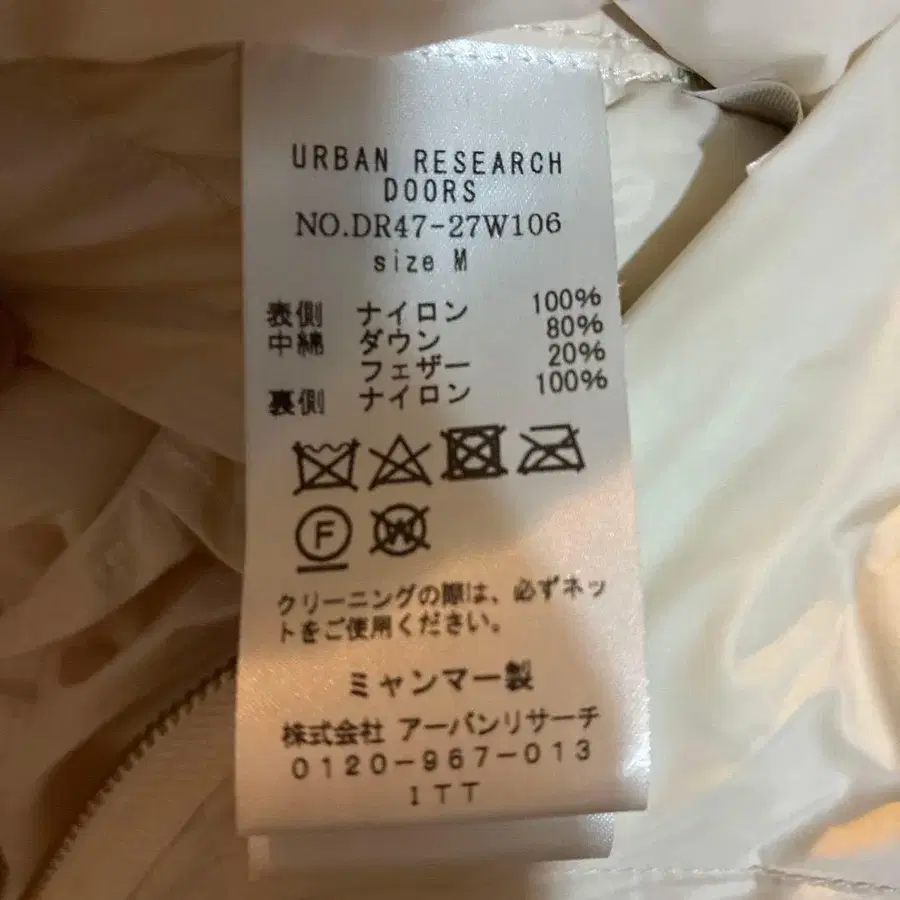 URBAN RESEARCH
DOORS
NO.DR47-27W106
size M
表側 ナイロン 100%
中綿 ダウン 80%
フェザー 20%
裏側 ナイロン 100%
F W
クリーニングの際は、必ずネッ
トをご使用ください。
ミャンマー製
株式会社 アーバンリサーチ
0120-967-013
1TT